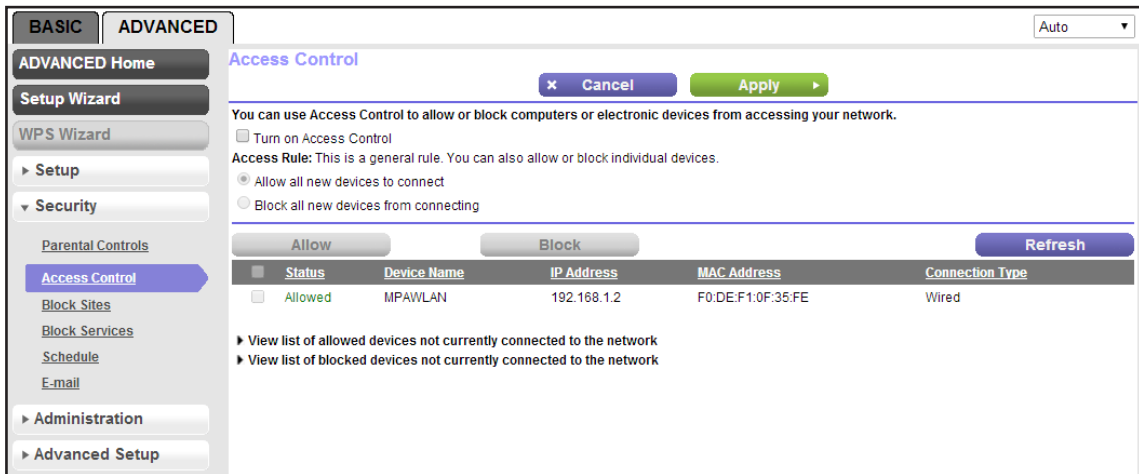 BASIC ADVANCED Auto
ADVANCED Home
Setup Wizard
WPS Wizard
Setup
Security
Parental Controls
Access Control
Block Sites
Block Services
Schedule
E-mail
Administration
Advanced Setup
Access Control
x Cancel Apply
You can use Access Control to allow or block computers or electronic devices from accessing your network.
Turn on Access Control
Access Rule: This is a general rule. You can also allow or block individual devices.
Allow all new devices to connect
Block all new devices from connecting
Allow Block Refresh
Status Device Name IP Address MAC Address Connection Type
Allowed MPAWLAN 192.168.1.2 F0:DE:F1:0F:35:FE Wired
View list of allowed devices not currently connected to the network
View list of blocked devices not currently connected to the network